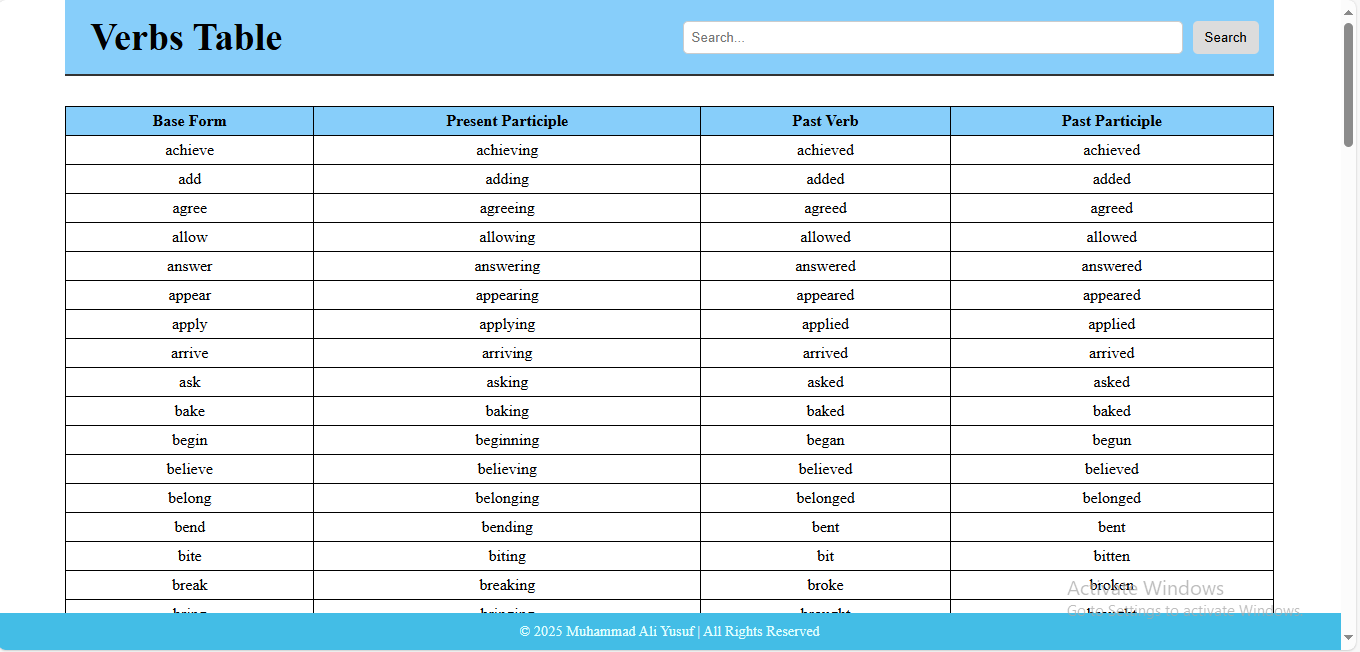 Verbs Table
Search...
Search
Base Form Present Participle Past Verb Past Participle
achieve achieving achieved achieved
add adding added added
agree agreeing agreed agreed
allow allowing allowed allowed
answer answering answered answered
appear appearing appeared appeared
apply applying applied applied
arrive arriving arrived arrived
ask asking asked asked
bake baking baked baked
begin beginning began begun
believe believing believed believed
belong belonging belonged belonged
bend bending bent bent
bite biting bit bitten
break breaking broke broken
bring bringing brought brought
Activate Windows
Go to Settings to activate Windows
© 2025 Muhammad Ali Yusuf | All Rights Reserved